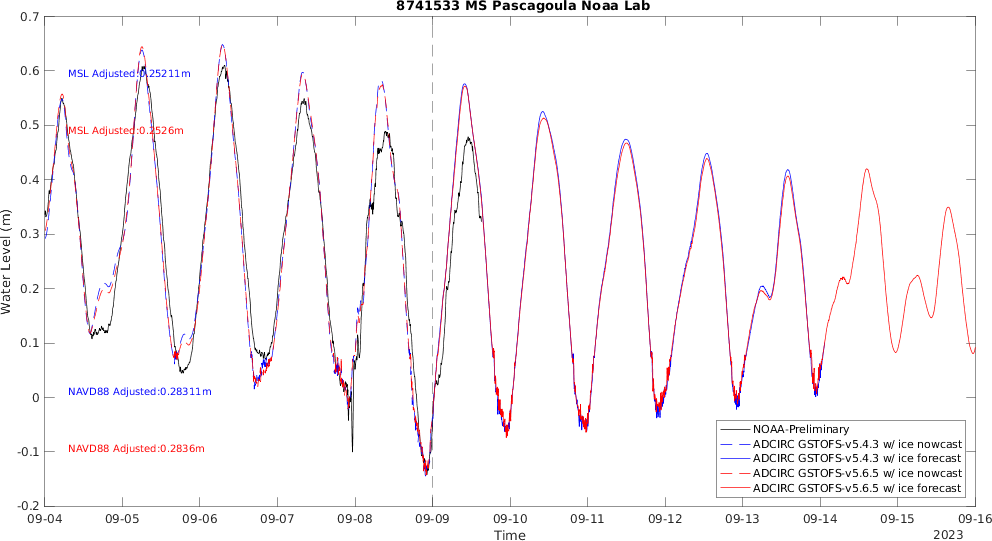 8741533 MS Pascagoula Noaa Lab
0.7
0.6
0.5
0.4
0.3
0.2
0.1
0
-0.1
-0.2
Water Level (m)
MSL Adjusted:0.25211m
MSL Adjusted:0.2526m
NAVD88 Adjusted:0.28311m
NAVD88 Adjusted:0.2836m
NOAA-Preliminary
ADCIRC GSTOFS-v5.4.3 w/ ice nowcast
ADCIRC GSTOFS-v5.4.3 w/ ice forecast
ADCIRC GSTOFS-v5.6.5 w/ ice nowcast
ADCIRC GSTOFS-v5.6.5 w/ ice forecast
09-04 09-05 09-06 09-07 09-08 09-09 09-10 09-11 09-12 09-13 09-14 09-15 09-16
Time
2023